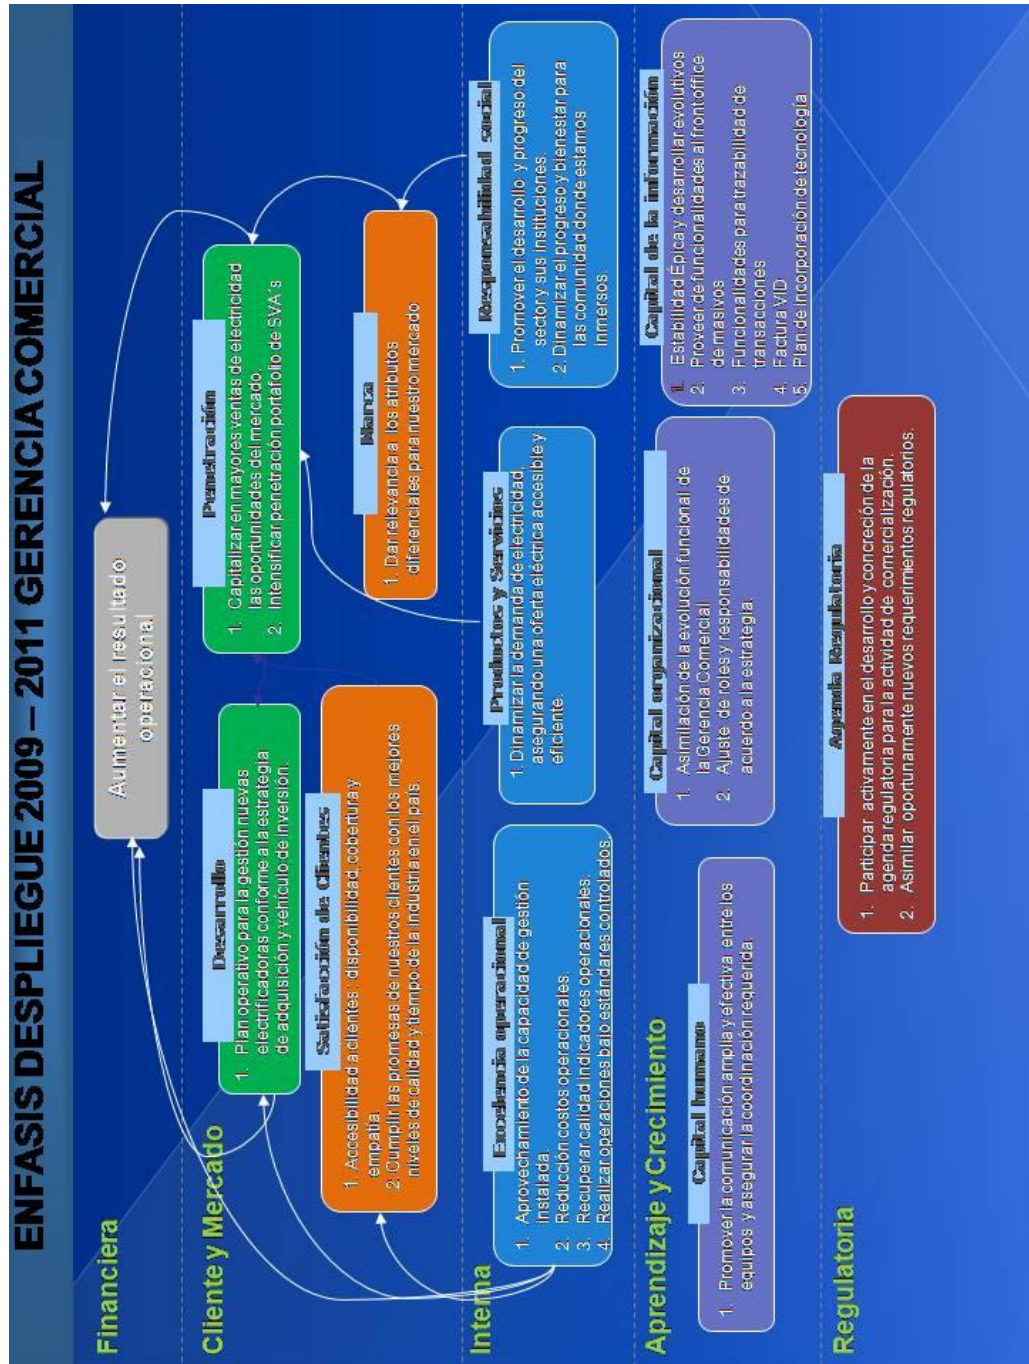 ENFASIS DESPLIEGUE 2009 – 2011 GERENCIA COMERCIAL
Financiera
Aumentar el resultado
operacional
Cliente y Mercado
Desarrollo
1. Plan operativo para la gestión nuevas
electrificadoras conforme a la estrategia
de adquisición y vehículo de inversión.
Penetración
1. Capitalizar en mayores ventas de electricidad
las oportunidades del mercado.
2. Intensificar penetración portafolio de SVA´s
Satisfacción de Clientes
1. Accesibilidad a clientes : disponibilidad, cobertura y
empatía.
2. Cumplir las promesas de nuestros clientes con los mejores
niveles de calidad y tiempo de la industria en el país.
Marca
1. Dar relevancia a los atributos
diferenciales para nuestro mercado
Interna
Excelencia operacional
1. Aprovechamiento de la capacidad de gestión
instalada.
2. Reducción costos operacionales.
3. Recuperar calidad indicadores operacionales.
4. Realizar operaciones bajo estándares controlados
Productos y Servicios
1. Dinamizar la demanda de electricidad,
asegurando una oferta eléctrica accesible y
eficiente.
Responsabilidad social
1. Promover el desarrollo y progreso del
sector y sus instituciones.
2. Dinamizar el progreso y bienestar para
las comunidad donde estamos
inmersos.
Aprendizaje y Crecimiento
Capital humano
1. Promover la comunicación amplia y efectiva entre los
equipos y asegurar la coordinación requerida.
Capital organizacional
1. Asimilación de la evolución funcional de
la Gerencia Comercial
2. Ajuste de roles y responsabilidades de
acuerdo a la estrategia.
Capital de la información
1. Estabilidad Épica y desarrollar evolutivos
2. Proveer de funcionalidades al frontoffice
de masivos
3. Funcionalidades para trazabilidad de
transacciones
4. Factura VID
5. Plan de incorporación de tecnología
Regulatoria
Agenda Regulatoria
1. Participar activamente en el desarrollo y concreción de la
agenda regulatoria para la actividad de comercialización.
2. Asimilar oportunamente nuevos requerimientos regulatorios.